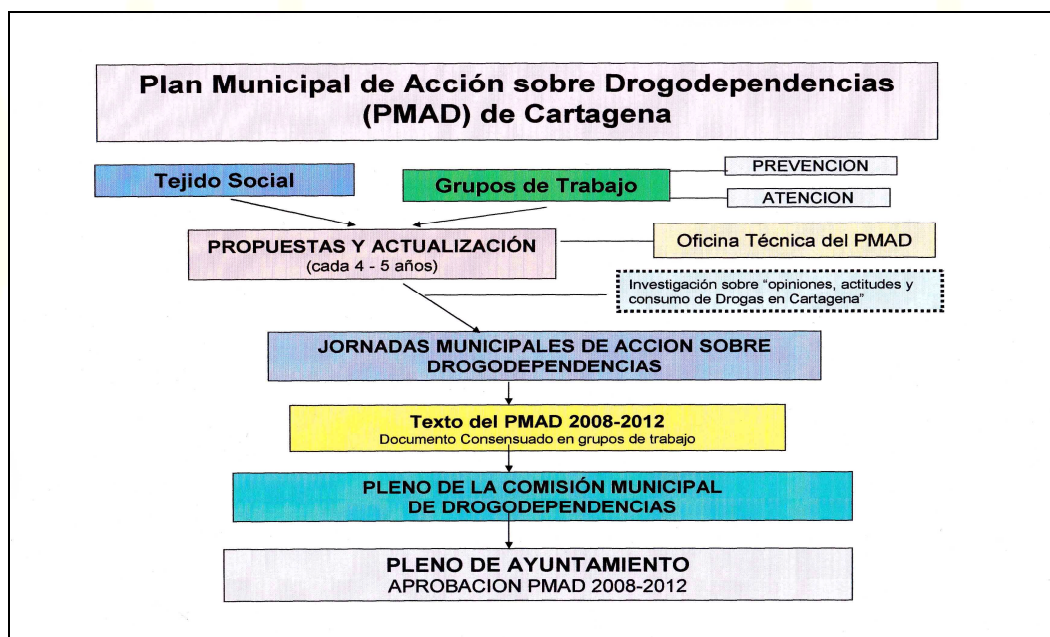 Plan Municipal de Acción sobre Drogodependencias
(PMAD) de Cartagena
Tejido Social
Grupos de Trabajo
PREVENCION
ATENCION
PROPUESTAS Y ACTUALIZACIÓN
(cada 4 - 5 años)
Oficina Técnica del PMAD
Investigación sobre “opiniones, actitudes y
consumo de Drogas en Cartagena”
JORNADAS MUNICIPALES DE ACCION SOBRE
DROGODEPENDENCIAS
Texto del PMAD 2008-2012
Documento Consensuado en grupos de trabajo
PLENO DE LA COMISIÓN MUNICIPAL
DE DROGODEPENDENCIAS
PLENO DE AYUNTAMIENTO
APROBACION PMAD 2008-2012